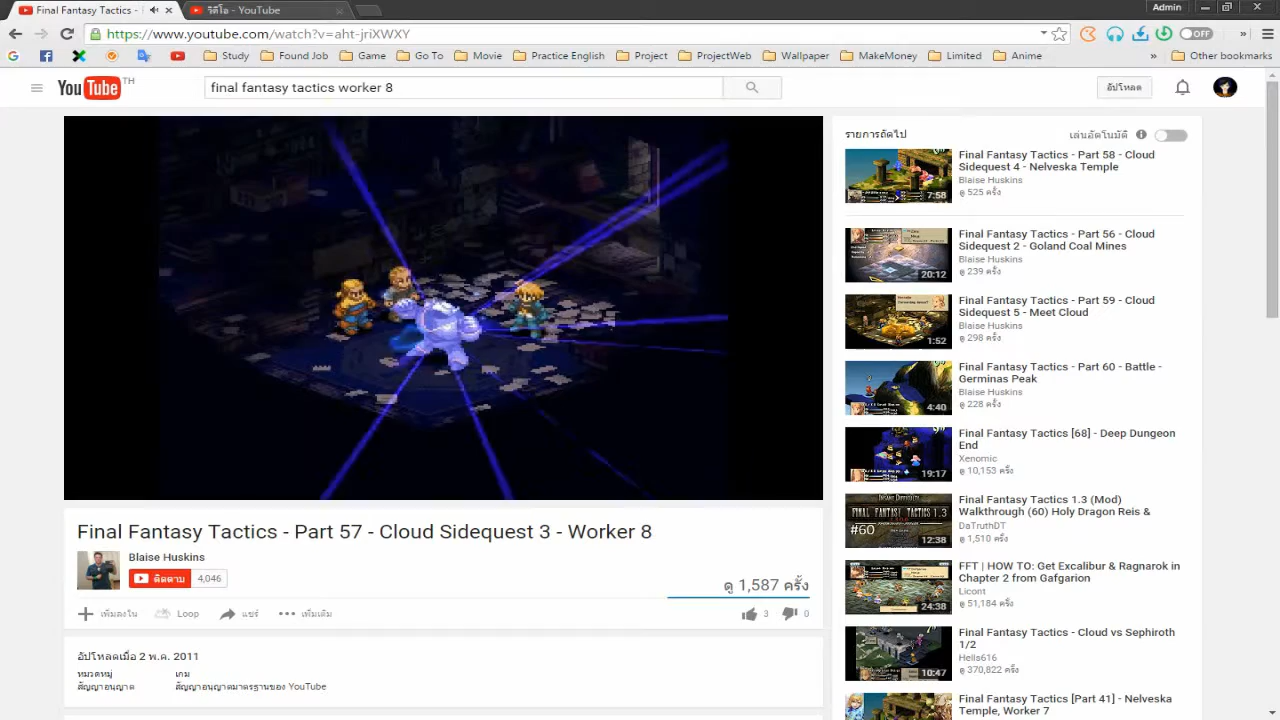 Final Fantasy Tactics -
วิดีโอ - YouTube
Admin
https://www.youtube.com/watch?v=aht-jriXWXY
OFF
Study
Found Job
Game
Go To
Movie
Practice English
Project
ProjectWeb
Wallpaper
MakeMoney
Limited
Anime
Other bookmarks
YouTube TH
final fantasy tactics worker 8
อัปโหลด
Final Fantasy Tactics - Part 57 - Cloud Sidequest 3 - Worker 8
Blaise Huskins
ติดตาม
ดู 1,587 ครั้ง
เพิ่มลงใน
Loop
แชร์
เพิ่มเติม
3
0
อัปโหลดเมื่อ 2 พ.ค. 2011
หมวดหมู่ เกม
สัญญาอนุญาต สัญญาอนุญาตมาตรฐานของ YouTube
รายการถัดไป
เล่นอัตโนมัติ
Final Fantasy Tactics - Part 58 - Cloud
Sidequest 4 - Nelveska Temple
Blaise Huskins
ดู 525 ครั้ง
7:58
Final Fantasy Tactics - Part 56 - Cloud
Sidequest 2 - Goland Coal Mines
Blaise Huskins
ดู 239 ครั้ง
20:12
Final Fantasy Tactics - Part 59 - Cloud
Sidequest 5 - Meet Cloud
Blaise Huskins
ดู 298 ครั้ง
1:52
Final Fantasy Tactics - Part 60 - Battle -
Germinas Peak
Blaise Huskins
ดู 228 ครั้ง
4:40
Final Fantasy Tactics [68] - Deep Dungeon
End
Xenomic
ดู 10,153 ครั้ง
19:17
Final Fantasy Tactics 1.3 (Mod)
Walkthrough (60) Holy Dragon Reis &
DaTruthDT
ดู 1,510 ครั้ง
FINAL FANTASY TACTICS 1.3
#60
12:38
FFT | HOW TO: Get Excalibur & Ragnarok in
Chapter 2 from Gafgarion
Licont
ดู 51,184 ครั้ง
24:38
Final Fantasy Tactics - Cloud vs Sephiroth
1/2
Hells616
ดู 370,822 ครั้ง
10:47
Final Fantasy Tactics [Part 41] - Nelveska
Temple, Worker 7